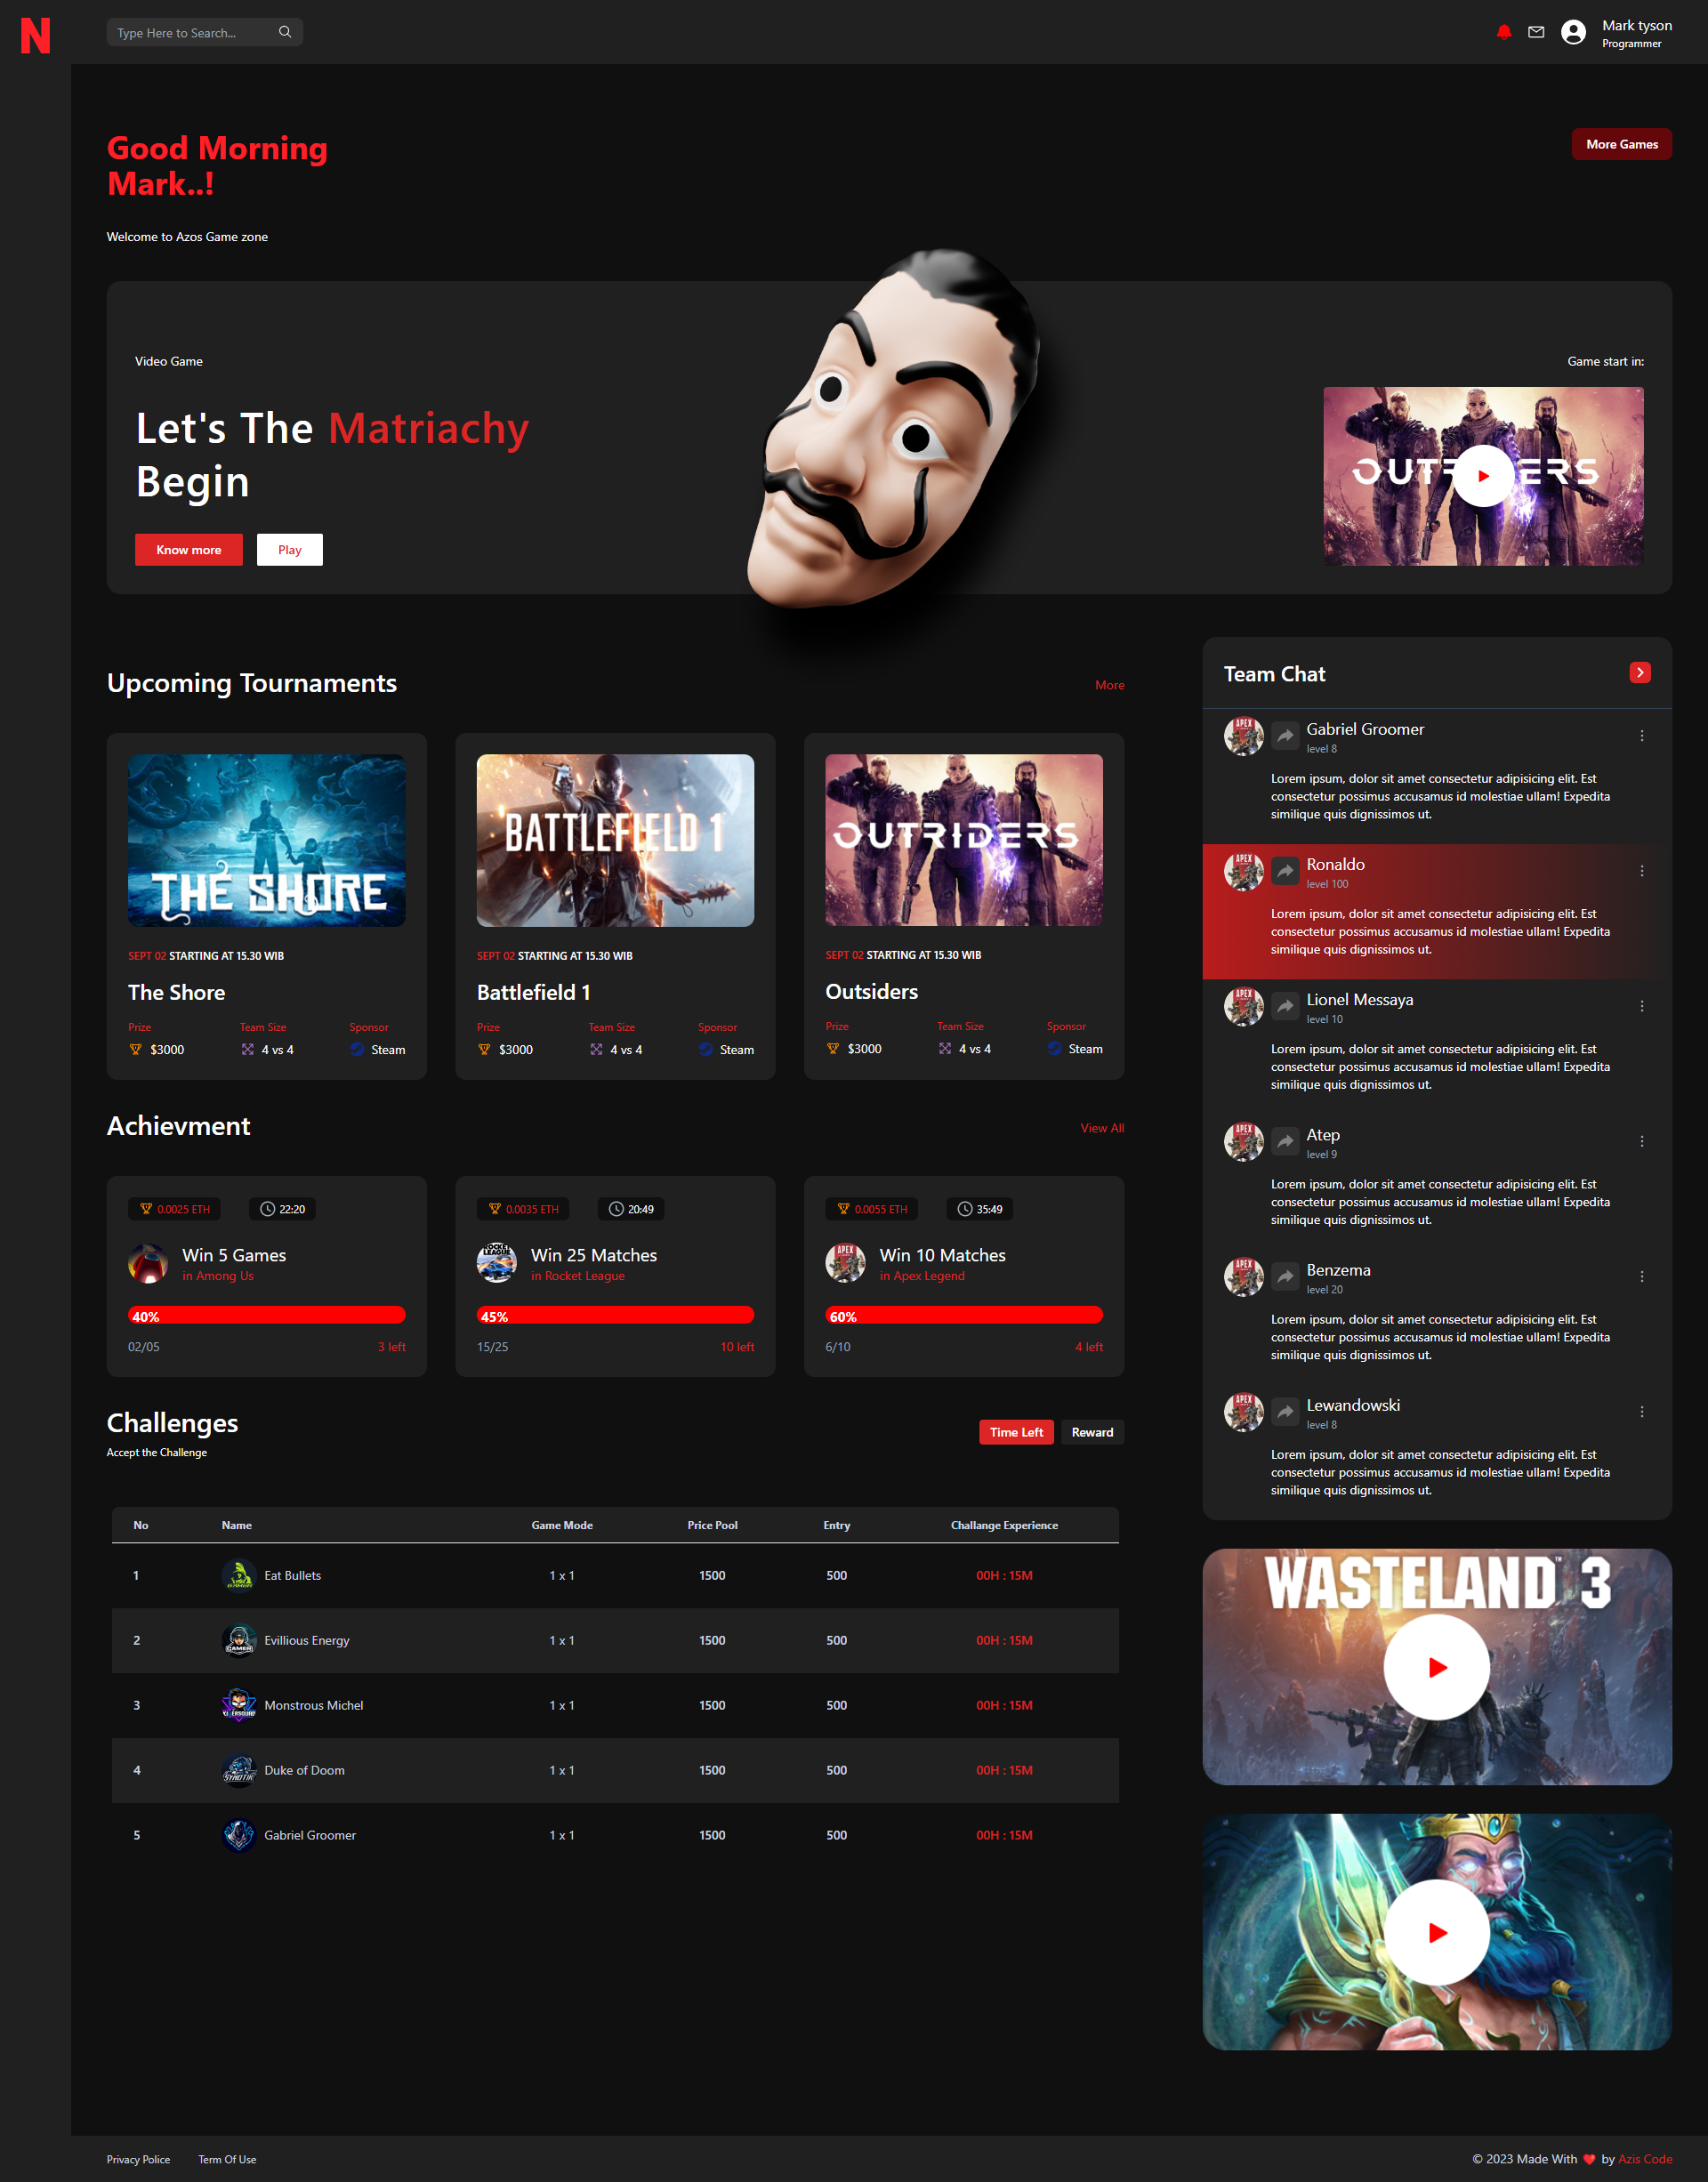 N
Type Here to Search...
Mark tyson
Programmer
Good Morning
Mark..!
More Games
Welcome to Azos Game zone
Video Game
Let's The Matriachy
Begin
Know more
Play
Game start in:
Upcoming Tournaments
More
THE SHORE
SEPT 02 STARTING AT 15.30 WIB
The Shore
Prize
Team Size
Sponsor
$3000
4 vs 4
Steam
BATTLEFIELD 1
SEPT 02 STARTING AT 15.30 WIB
Battlefield 1
Prize
Team Size
Sponsor
$3000
4 vs 4
Steam
OUTRIDERS
SEPT 02 STARTING AT 15.30 WIB
Outsiders
Prize
Team Size
Sponsor
$3000
4 vs 4
Steam
Achievment
View All
0.0025 ETH
22:20
Win 5 Games
in Among Us
40%
02/05
3 left
0.0035 ETH
20:49
ROCKET
LEAGUE
Win 25 Matches
in Rocket League
45%
15/25
10 left
0.0055 ETH
35:49
APEX
Win 10 Matches
in Apex Legend
60%
6/10
4 left
Challenges
Accept the Challenge
Time Left
Reward
No Name Game Mode Price Pool Entry Challange Experience
1 Eat Bullets 1 x 1 1500 500 00H : 15M
2 Evillious Energy 1 x 1 1500 500 00H : 15M
3 Monstrous Michel 1 x 1 1500 500 00H : 15M
4 Duke of Doom 1 x 1 1500 500 00H : 15M
5 Gabriel Groomer 1 x 1 1500 500 00H : 15M
Team Chat
APEX
Gabriel Groomer
level 8
Lorem ipsum, dolor sit amet consectetur adipisicing elit. Est
consectetur possimus accusamus id molestiae ullam! Expedita
similique quis dignissimos ut.
APEX
Ronaldo
level 100
Lorem ipsum, dolor sit amet consectetur adipisicing elit. Est
consectetur possimus accusamus id molestiae ullam! Expedita
similique quis dignissimos ut.
APEX
Lionel Messaya
level 10
Lorem ipsum, dolor sit amet consectetur adipisicing elit. Est
consectetur possimus accusamus id molestiae ullam! Expedita
similique quis dignissimos ut.
APEX
Atep
level 9
Lorem ipsum, dolor sit amet consectetur adipisicing elit. Est
consectetur possimus accusamus id molestiae ullam! Expedita
similique quis dignissimos ut.
APEX
Benzema
level 20
Lorem ipsum, dolor sit amet consectetur adipisicing elit. Est
consectetur possimus accusamus id molestiae ullam! Expedita
similique quis dignissimos ut.
APEX
Lewandowski
level 8
Lorem ipsum, dolor sit amet consectetur adipisicing elit. Est
consectetur possimus accusamus id molestiae ullam! Expedita
similique quis dignissimos ut.
WASTELAND 3
Privacy Police
Term Of Use
© 2023 Made With ❤️ by Azis Code